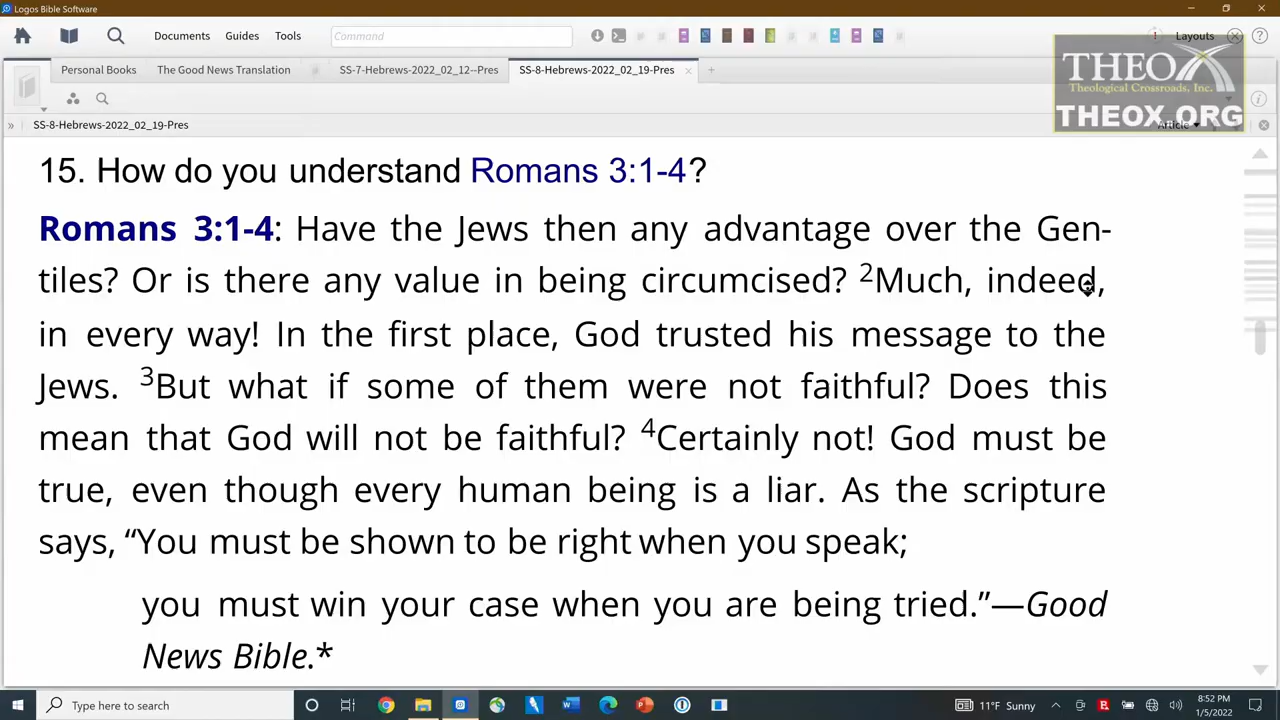 Logos Bible Software
Documents Guides Tools Command Layouts
Personal Books The Good News Translation SS-7-Hebrews-2022_02_12--Pres SS-8-Hebrews-2022_02_19-Pres
THEOX
Theological Crossroads, Inc.
THEOX.ORG
SS-8-Hebrews-2022_02_19-Pres Article
15. How do you understand Romans 3:1-4?
Romans 3:1-4: Have the Jews then any advantage over the Gen-
tiles? Or is there any value in being circumcised? 2Much, indeed,
in every way! In the first place, God trusted his message to the
Jews. 3But what if some of them were not faithful? Does this
mean that God will not be faithful? 4Certainly not! God must be
true, even though every human being is a liar. As the scripture
says, “You must be shown to be right when you speak;
you must win your case when you are being tried.”—Good
News Bible.*
Type here to search 11°F Sunny 8:52 PM
1/5/2022